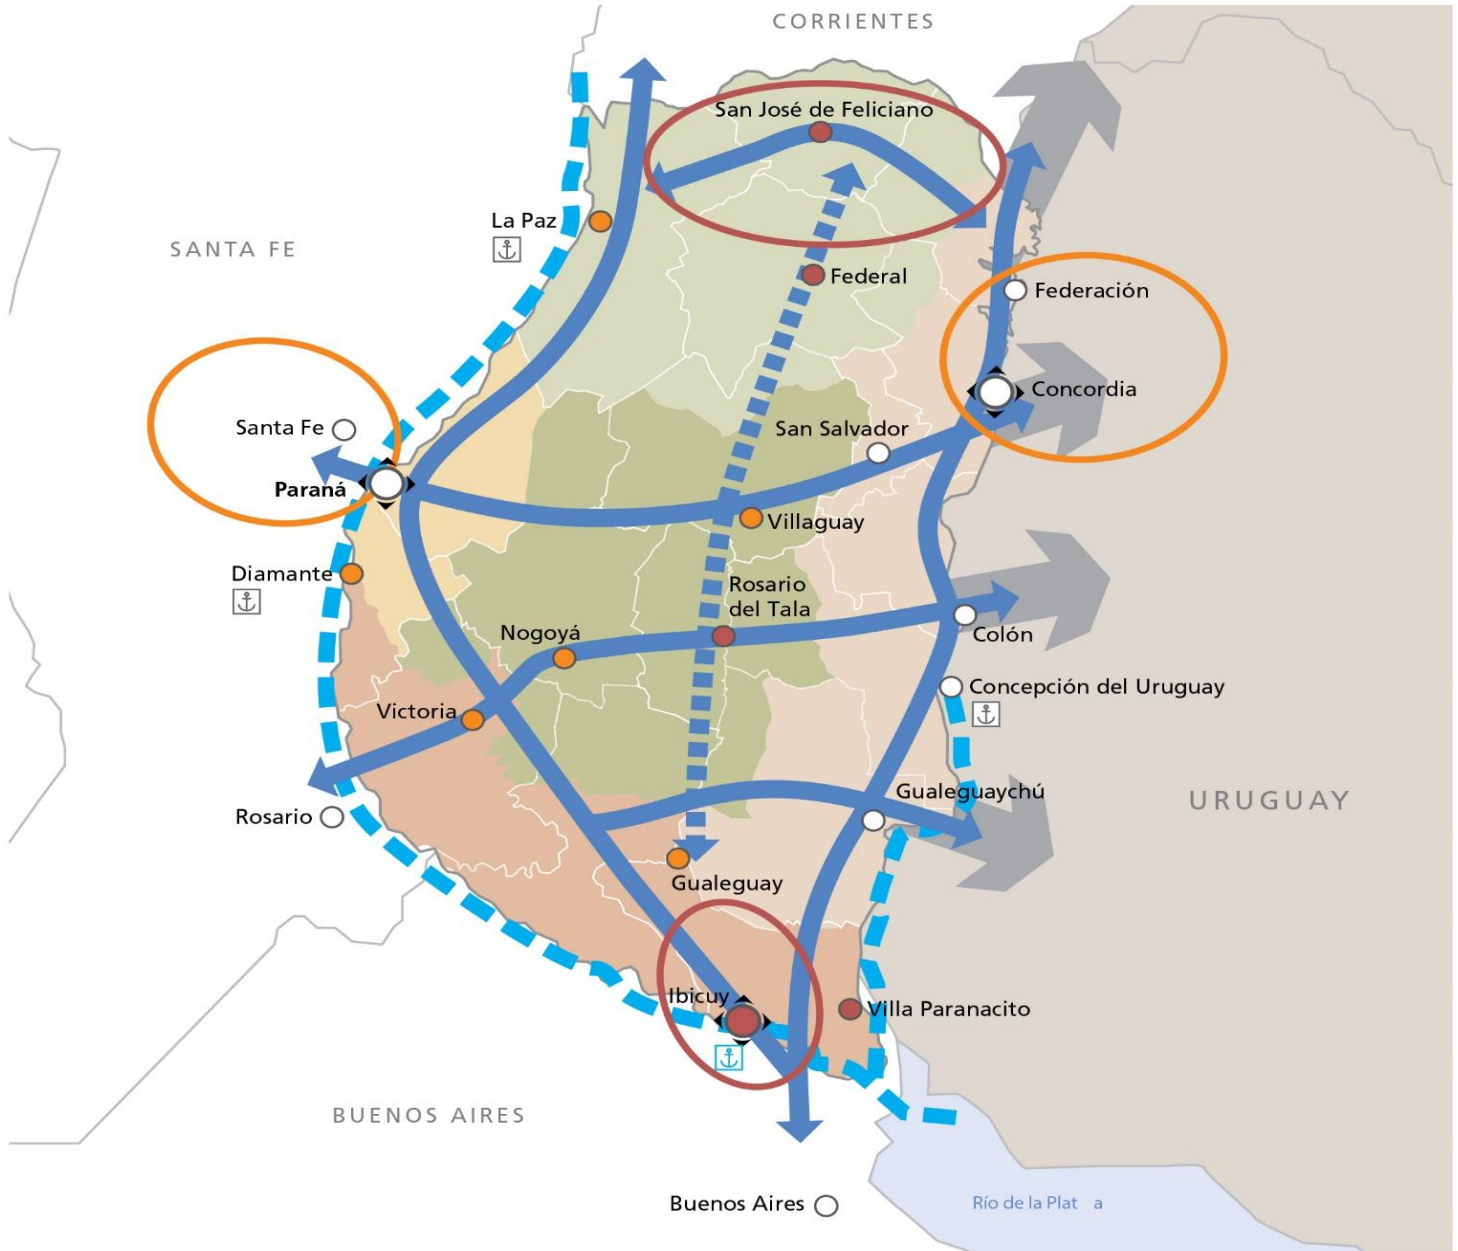 CORRIENTES
San José de Feliciano
La Paz
SANTA FE
Federal
Federación
Concordia
Santa Fe
San Salvador
Paraná
Villaguay
Diamante
Rosario
del Tala
Nogoyá
Colón
Concepción del Uruguay
Victoria
Gualeguaychú
URUGUAY
Rosario
Gualeguay
Ibicuy
Villa Paranacito
BUENOS AIRES
Buenos Aires
Río de la Plat a